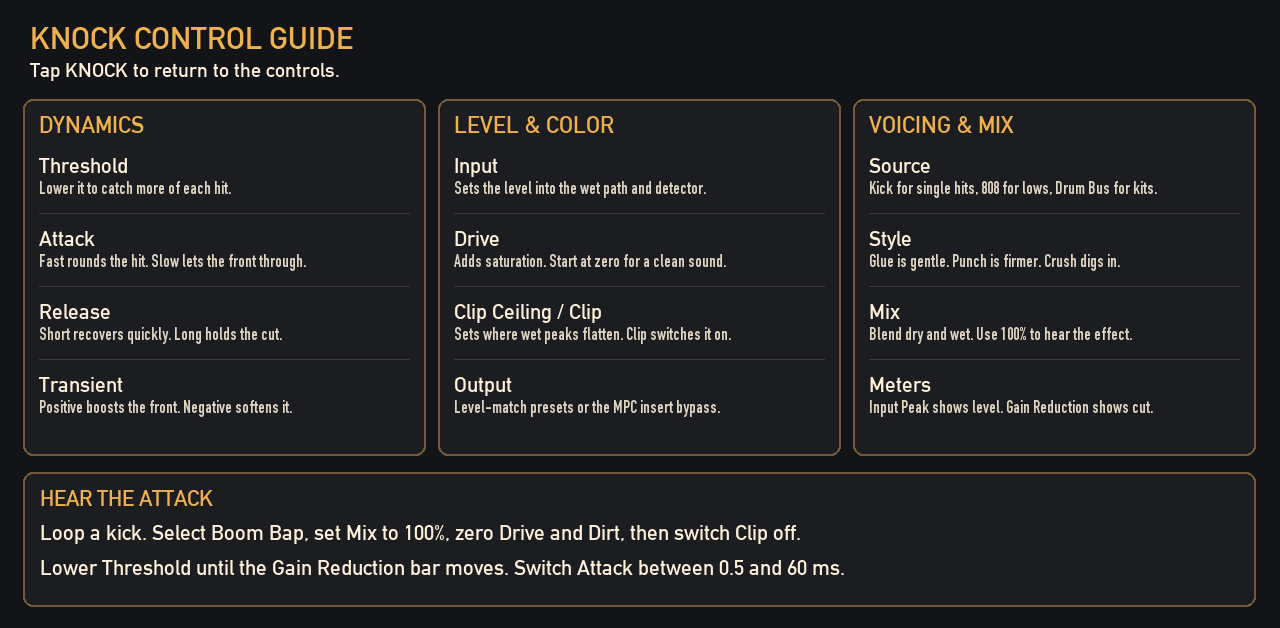 KNOCK CONTROL GUIDE
Tap KNOCK to return to the controls.
DYNAMICS
Threshold
Lower it to catch more of each hit.
Attack
Fast rounds the hit. Slow lets the front through.
Release
Short recovers quickly. Long holds the cut.
Transient
Positive boosts the front. Negative softens it.
LEVEL & COLOR
Input
Sets the level into the wet path and detector.
Drive
Adds saturation. Start at zero for a clean sound.
Clip Ceiling / Clip
Sets where wet peaks flatten. Clip switches it on.
Output
Level-match presets or the MPC insert bypass.
VOICING & MIX
Source
Kick for single hits, 808 for lows, Drum Bus for kits.
Style
Glue is gentle. Punch is firmer. Crush digs in.
Mix
Blend dry and wet. Use 100% to hear the effect.
Meters
Input Peak shows level. Gain Reduction shows cut.
HEAR THE ATTACK
Loop a kick. Select Boom Bap, set Mix to 100%, zero Drive and Dirt, then switch Clip off.
Lower Threshold until the Gain Reduction bar moves. Switch Attack between 0.5 and 60 ms.